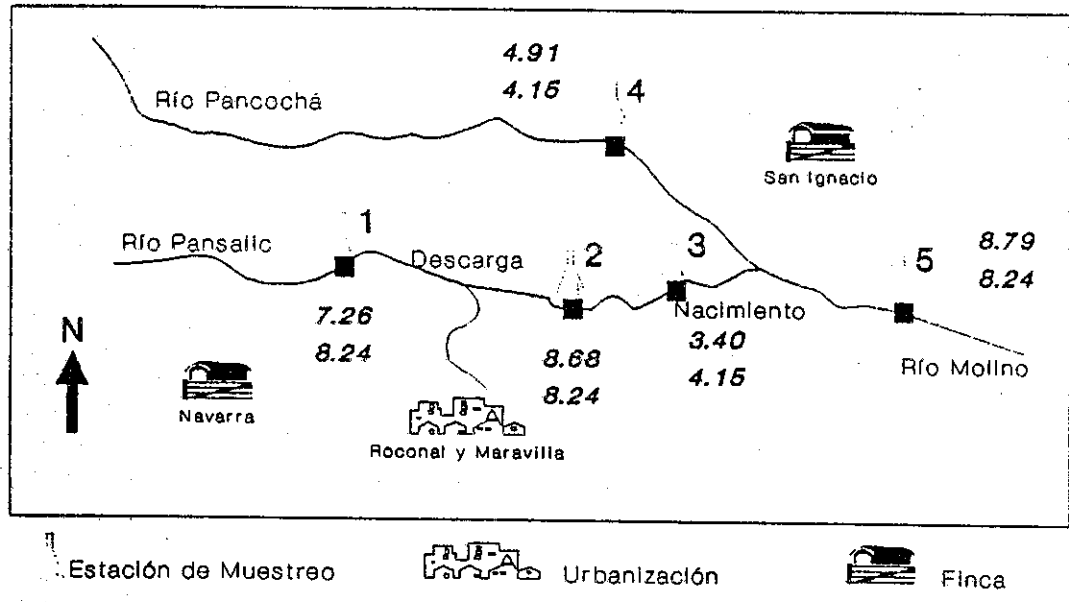 4.91
4.15
4
Río Pancochá
San Ignacio
1
Río Pansalic
Descarga
2
3
5
8.79
8.24
Nacimiento
7.26
8.24
8.68
8.24
3.40
4.15
Río Molino
N
Navarra
Roconal y Maravilla
Estación de Muestreo
Urbanización
Finca